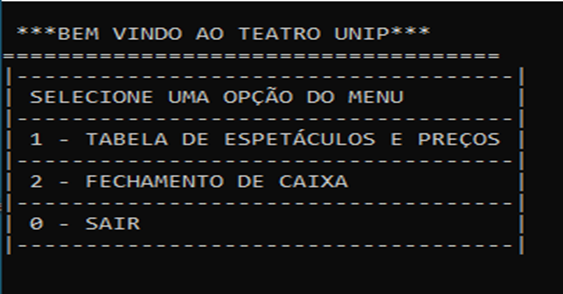 ***BEM VINDO AO TEATRO UNIP***
====================================
|------------------------------------|
| SELECIONE UMA OPÇÃO DO MENU |
|------------------------------------|
| 1 - TABELA DE ESPETÁCULOS E PREÇOS |
|------------------------------------|
| 2 - FECHAMENTO DE CAIXA |
|------------------------------------|
| 0 - SAIR |
|------------------------------------|